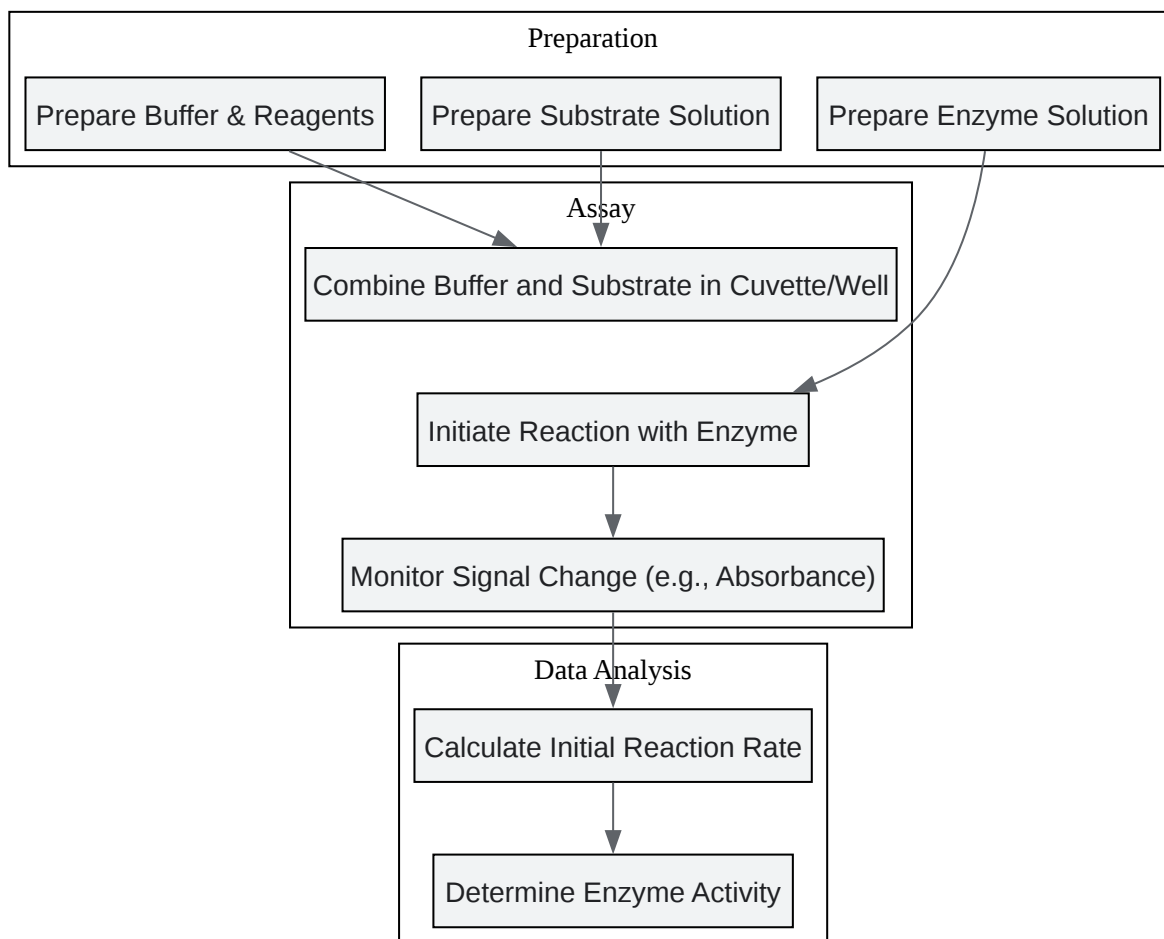 Preparation
Prepare Buffer & Reagents
Prepare Substrate Solution
Prepare Enzyme Solution
Assay
Combine Buffer and Substrate in Cuvette/Well
Initiate Reaction with Enzyme
Monitor Signal Change (e.g., Absorbance)
Data Analysis
Calculate Initial Reaction Rate
Determine Enzyme Activity